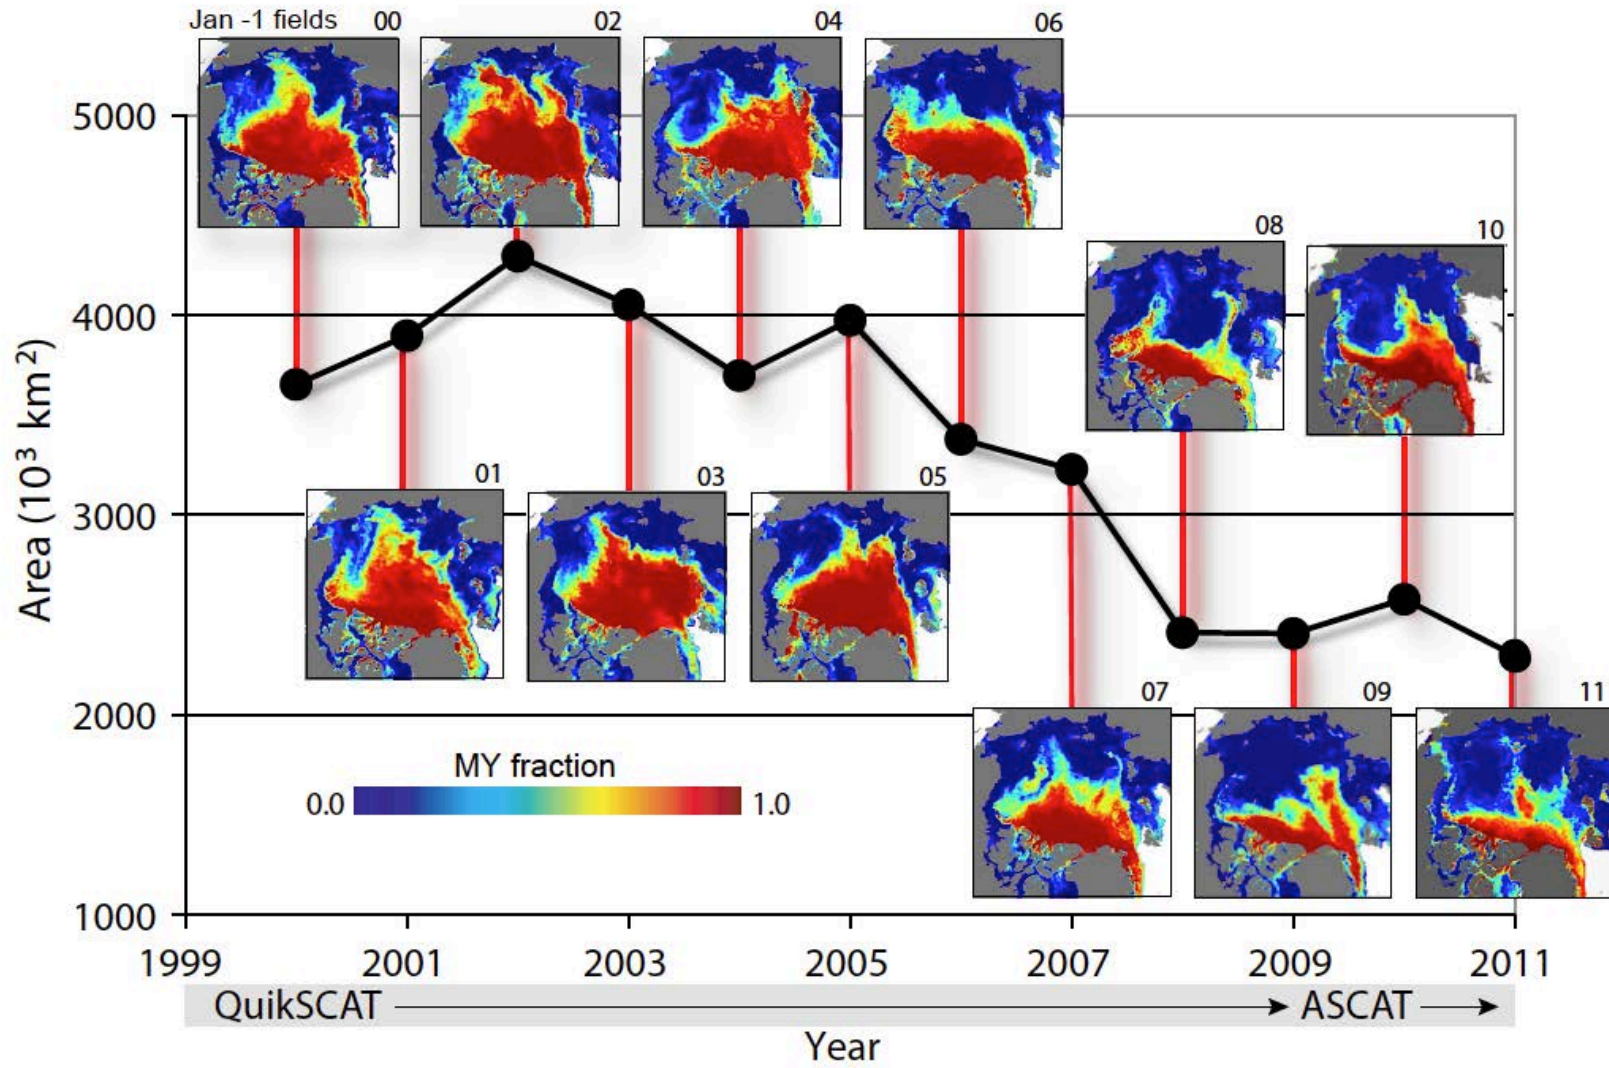 Jan -1 fields 00 02 04 06
5000
08
10
4000
Area (10³ km²)
01 03 05
3000
07 09 11
2000
MY fraction
0.0 1.0
1000
1999 2001 2003 2005 2007 2009 2011
QuikSCAT ASCAT
Year